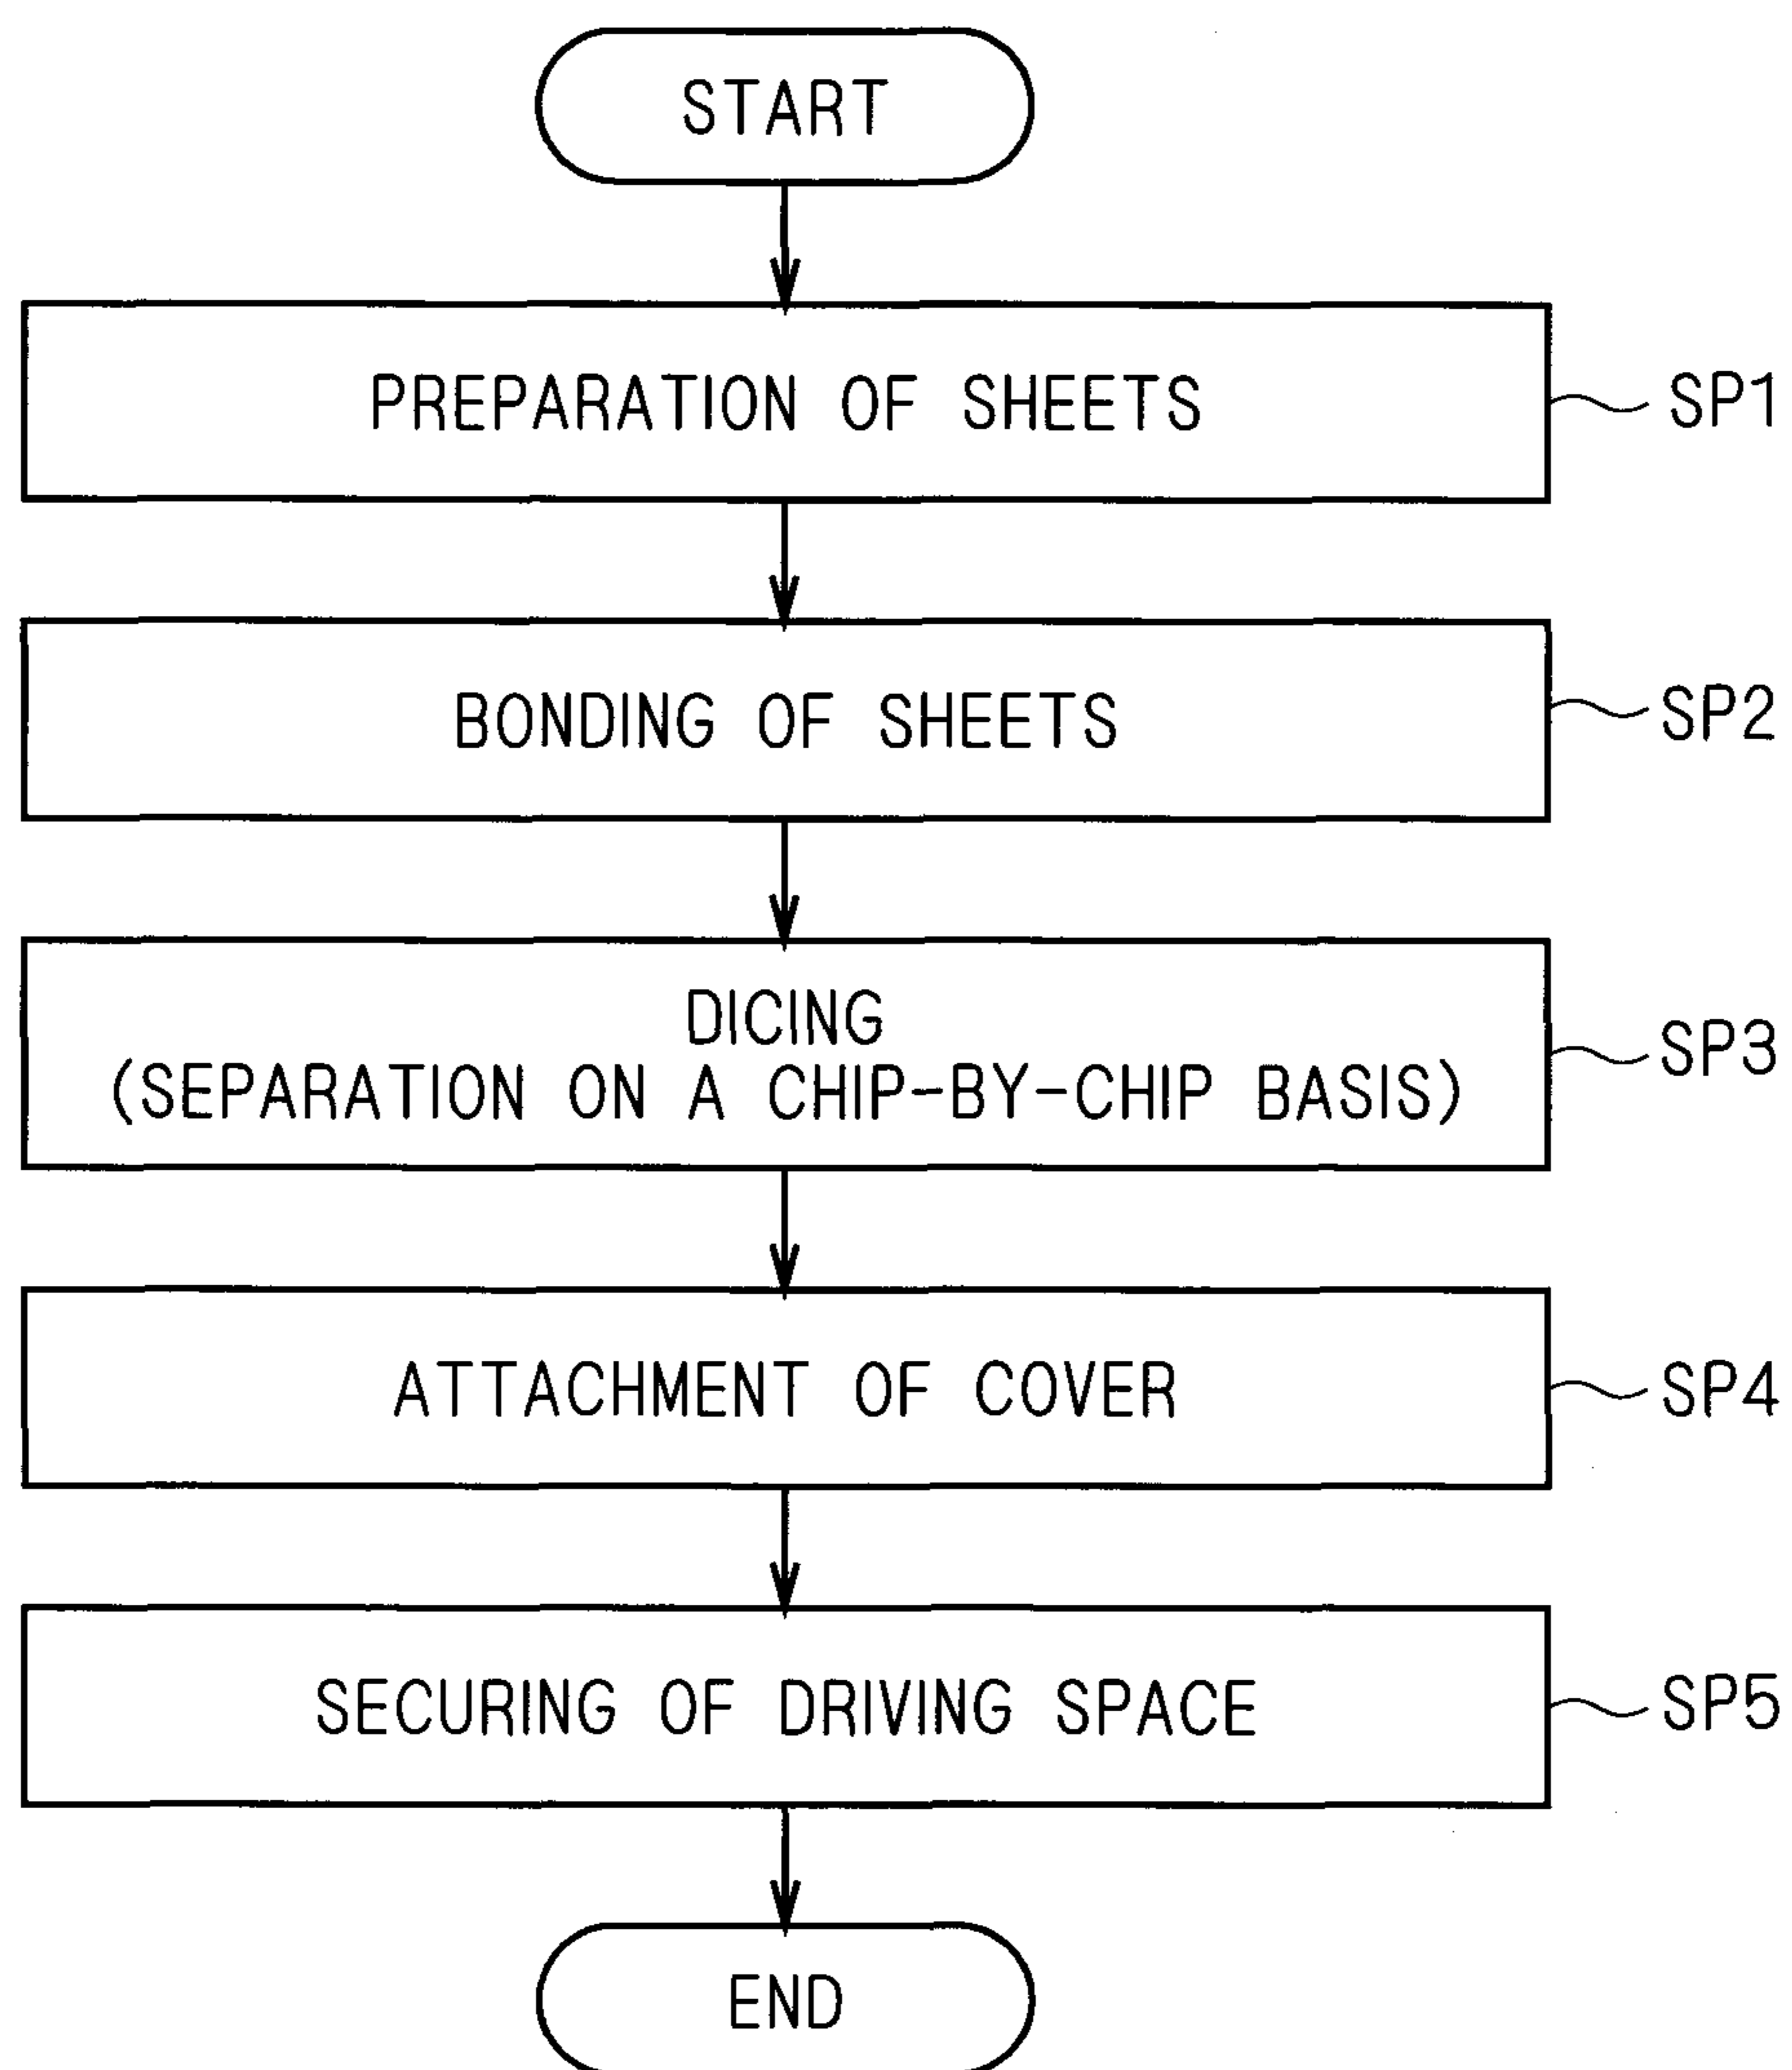 START
PREPARATION OF SHEETS
SP1
BONDING OF SHEETS
SP2
DICING
(SEPARATION ON A CHIP-BY-CHIP BASIS)
SP3
ATTACHMENT OF COVER
SP4
SECURING OF DRIVING SPACE
SP5
END